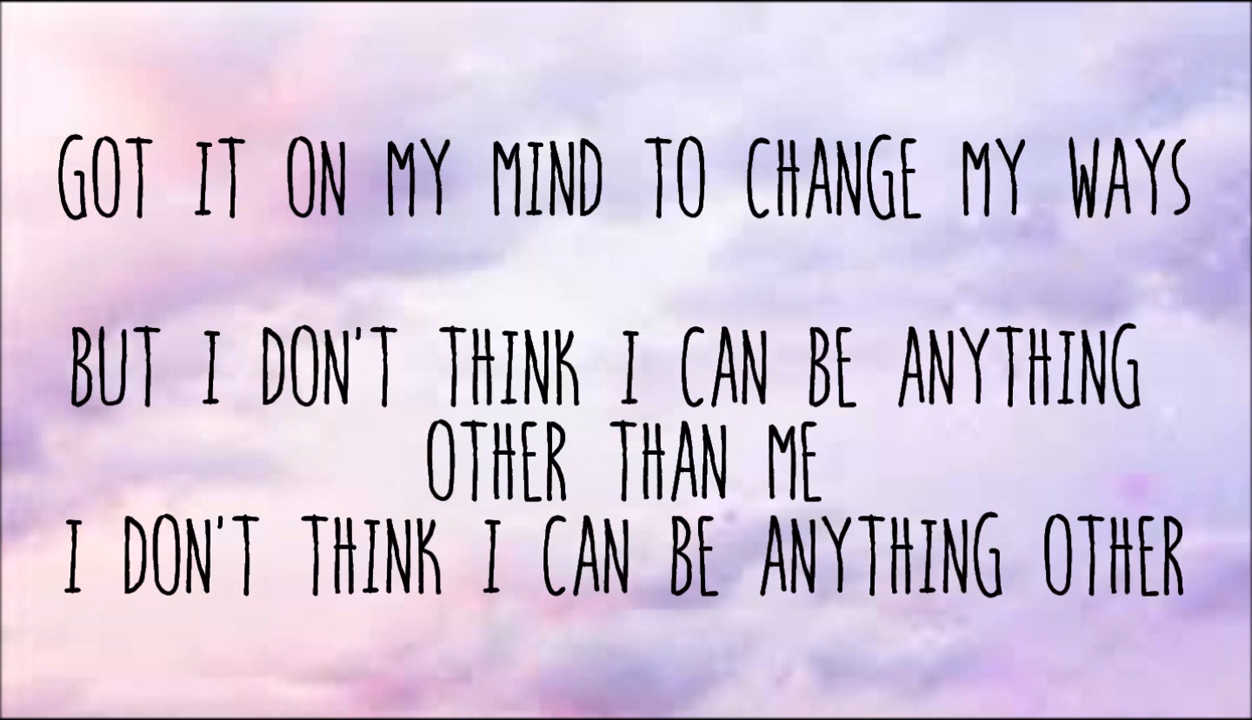 GOT IT ON MY MIND TO CHANGE MY WAYS
BUT I DON'T THINK I CAN BE ANYTHING
OTHER THAN ME
I DON'T THINK I CAN BE ANYTHING OTHER